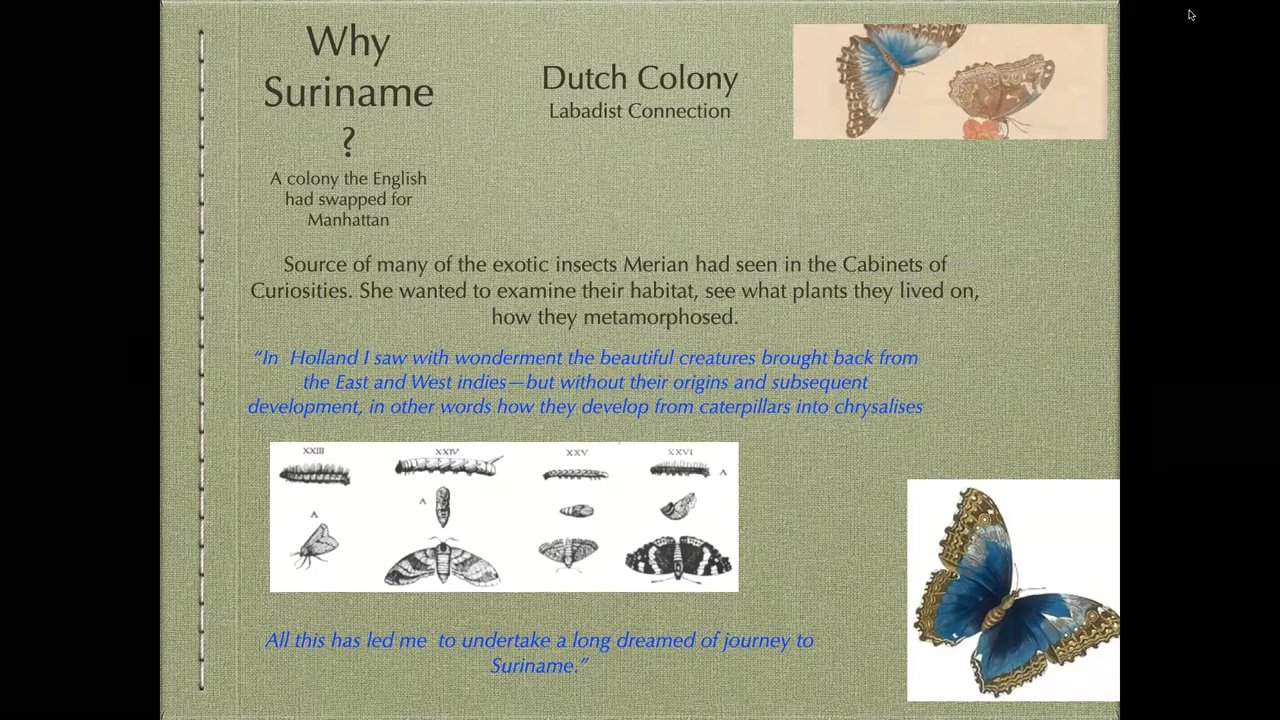 Why
Suriname
?
A colony the English
had swapped for
Manhattan
Dutch Colony
Labadist Connection
Source of many of the exotic insects Merian had seen in the Cabinets of
Curiosities. She wanted to examine their habitat, see what plants they lived on,
how they metamorphosed.
“In  Holland I saw with wonderment the beautiful creatures brought back from
the East and West indies—but without their origins and subsequent
development, in other words how they develop from caterpillars into chrysalises
XXIII XXIV XXV XXVI
A
A
A
All this has led me  to undertake a long dreamed of journey to
Suriname.”